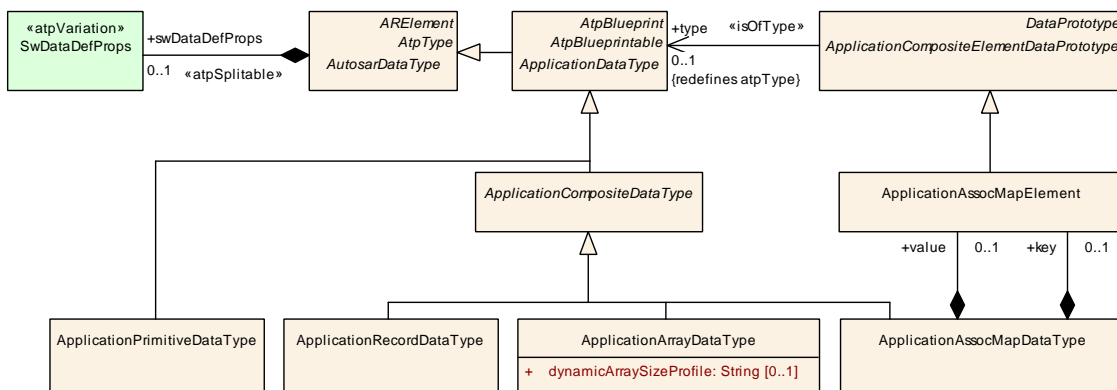 «atpVariation»
SwDataDefProps
+swDataDefProps
0..1
«atpSplitable»
ARElement
AtpType
AutosarDataType
AtpBlueprint
AtpBlueprintable
ApplicationDataType
+type
«isOfType»
0..1
{redefines atpType}
DataPrototype
ApplicationCompositeElementDataPrototype
ApplicationCompositeDataType
ApplicationAssocMapElement
+value
0..1
+key
0..1
ApplicationPrimitiveDataType
ApplicationRecordDataType
ApplicationArrayDataType
+ dynamicArraySizeProfile: String [0..1]
ApplicationAssocMapDataType